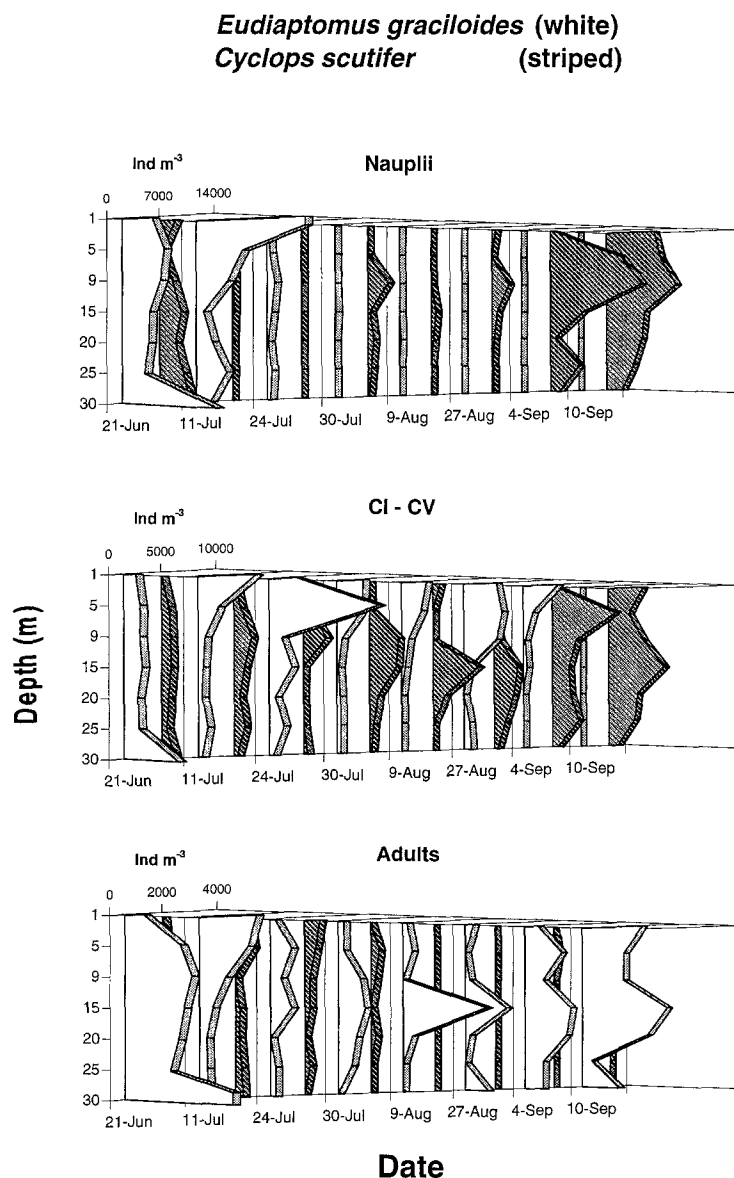 Eudiaptomus graciloides (white)
Cyclops scutifer (striped)
Nauplii
Ind m-3
0 7000 14000
1
5
9
15
20
25
30
21-Jun 11-Jul 24-Jul 30-Jul 9-Aug 27-Aug 4-Sep 10-Sep
CI - CV
Ind m-3
0 5000 10000
1
5
9
15
20
25
30
21-Jun 11-Jul 24-Jul 30-Jul 9-Aug 27-Aug 4-Sep 10-Sep
Depth (m)
Adults
Ind m-3
0 2000 4000
1
5
9
15
20
25
30
21-Jun 11-Jul 24-Jul 30-Jul 9-Aug 27-Aug 4-Sep 10-Sep
Date